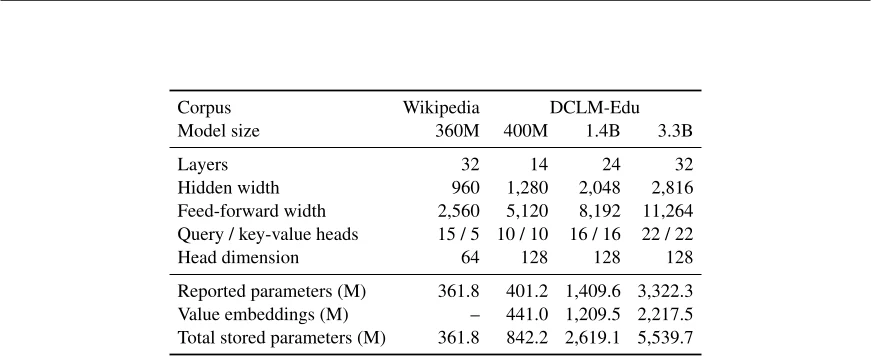 Corpus Wikipedia DCLM-Edu
Model size 360M 400M 1.4B 3.3B
Layers 32 14 24 32
Hidden width 960 1,280 2,048 2,816
Feed-forward width 2,560 5,120 8,192 11,264
Query / key-value heads 15 / 5 10 / 10 16 / 16 22 / 22
Head dimension 64 128 128 128
Reported parameters (M) 361.8 401.2 1,409.6 3,322.3
Value embeddings (M) – 441.0 1,209.5 2,217.5
Total stored parameters (M) 361.8 842.2 2,619.1 5,539.7